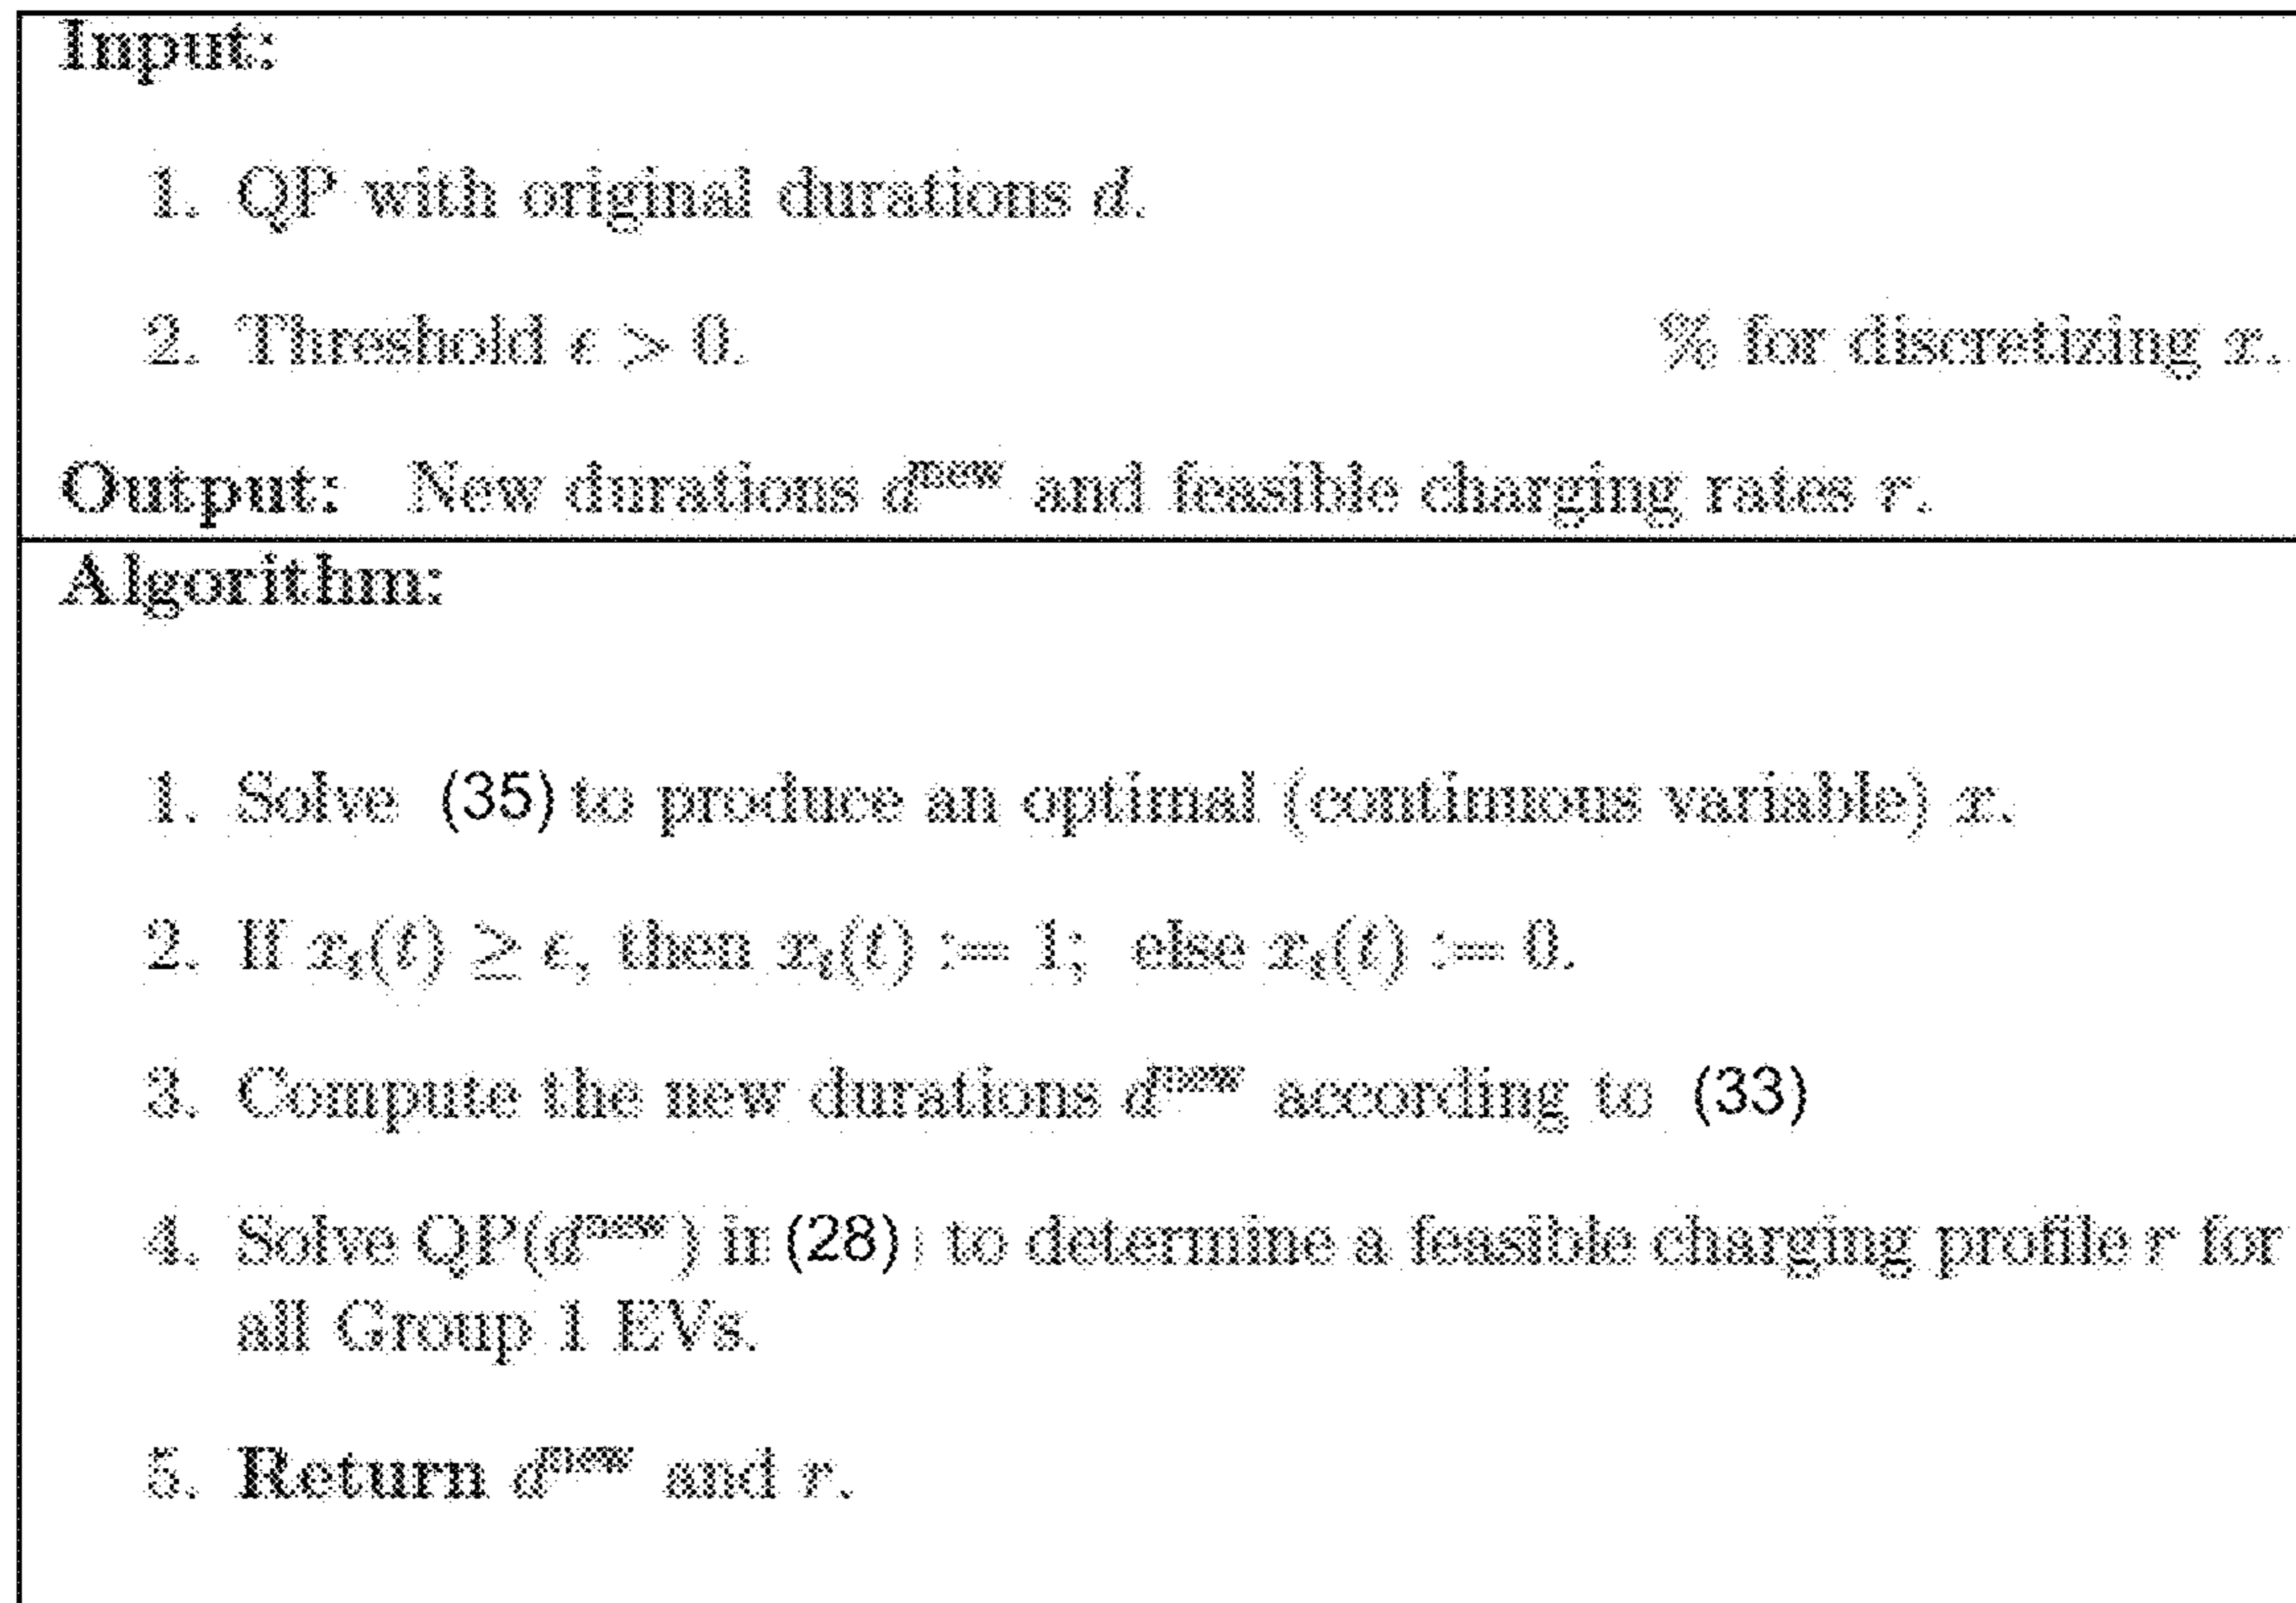 Input:
1. QP with original durations d.
2. Threshold ϵ > 0. % for discretizing x.
Output: New durations d^new and feasible charging rates r.
Algorithm:
1. Solve (35) to produce an optimal (continuous variable) x.
2. If x_i(t) ≥ ϵ, then x_i(t) := 1; else x_i(t) := 0.
3. Compute the new durations d^new according to (33)
4. Solve QP(d^new) in (28) to determine a feasible charging profile r for
all Group 1 EVs.
5. Return d^new and r.